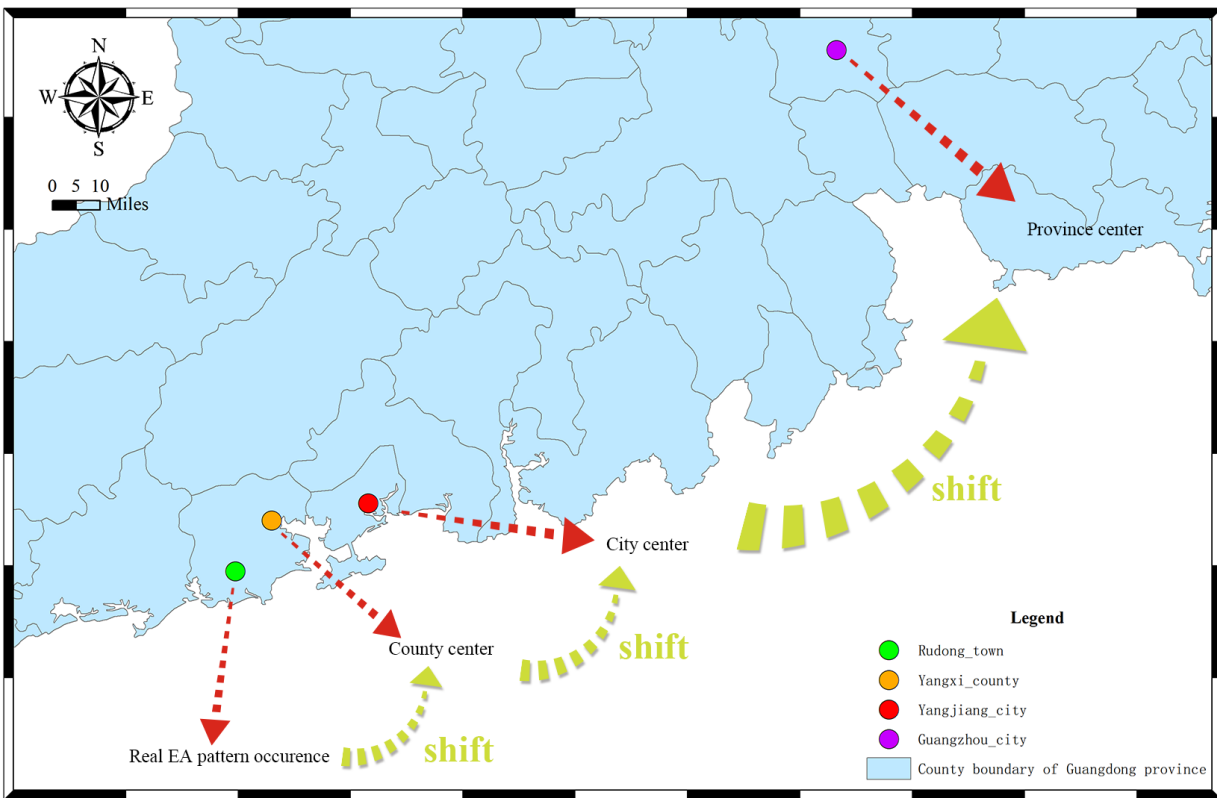 N
W E
S
0 5 10
Miles
Province center
shift
City center
shift
County center
shift
Real EA pattern occurence
Legend
Rudong_town
Yangxi_county
Yangjiang_city
Guangzhou_city
County boundary of Guangdong province